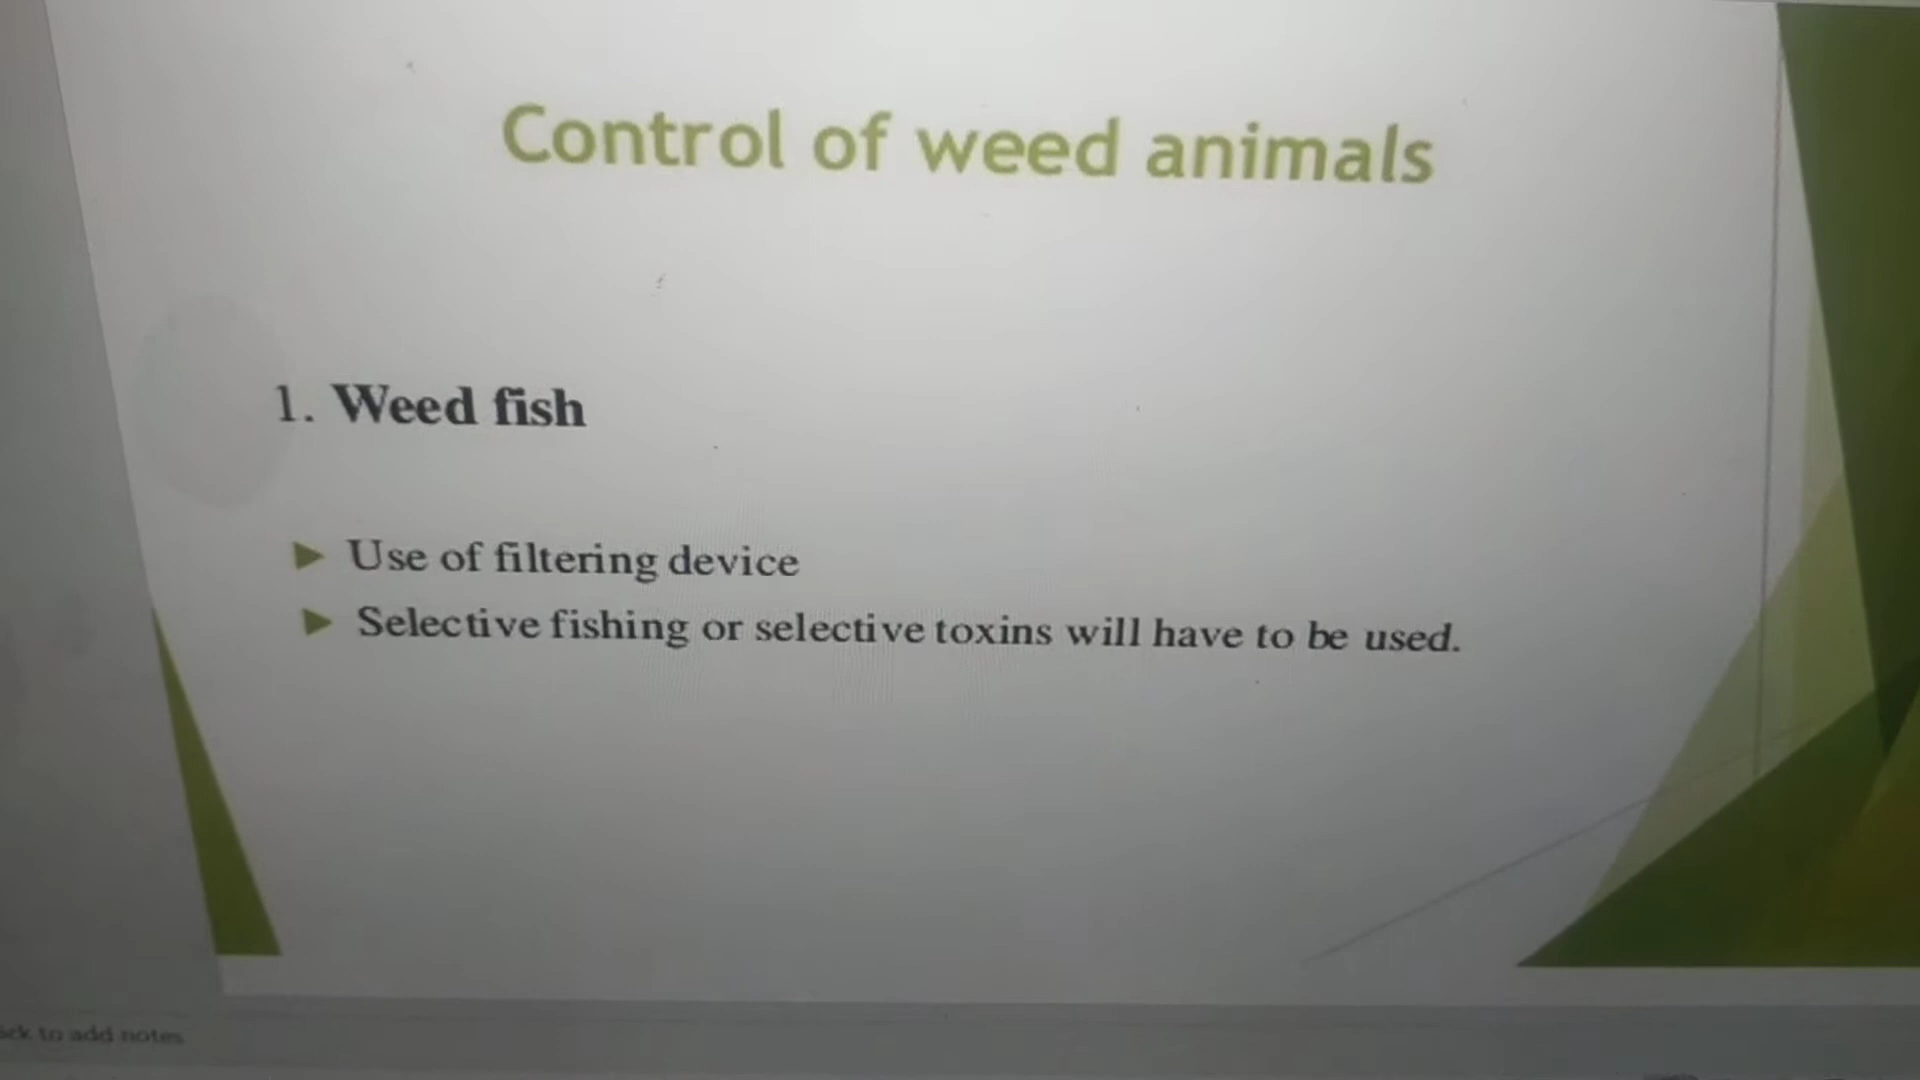 Control of weed animals
1. Weed fish
Use of filtering device
Selective fishing or selective toxins will have to be used.
to add notes